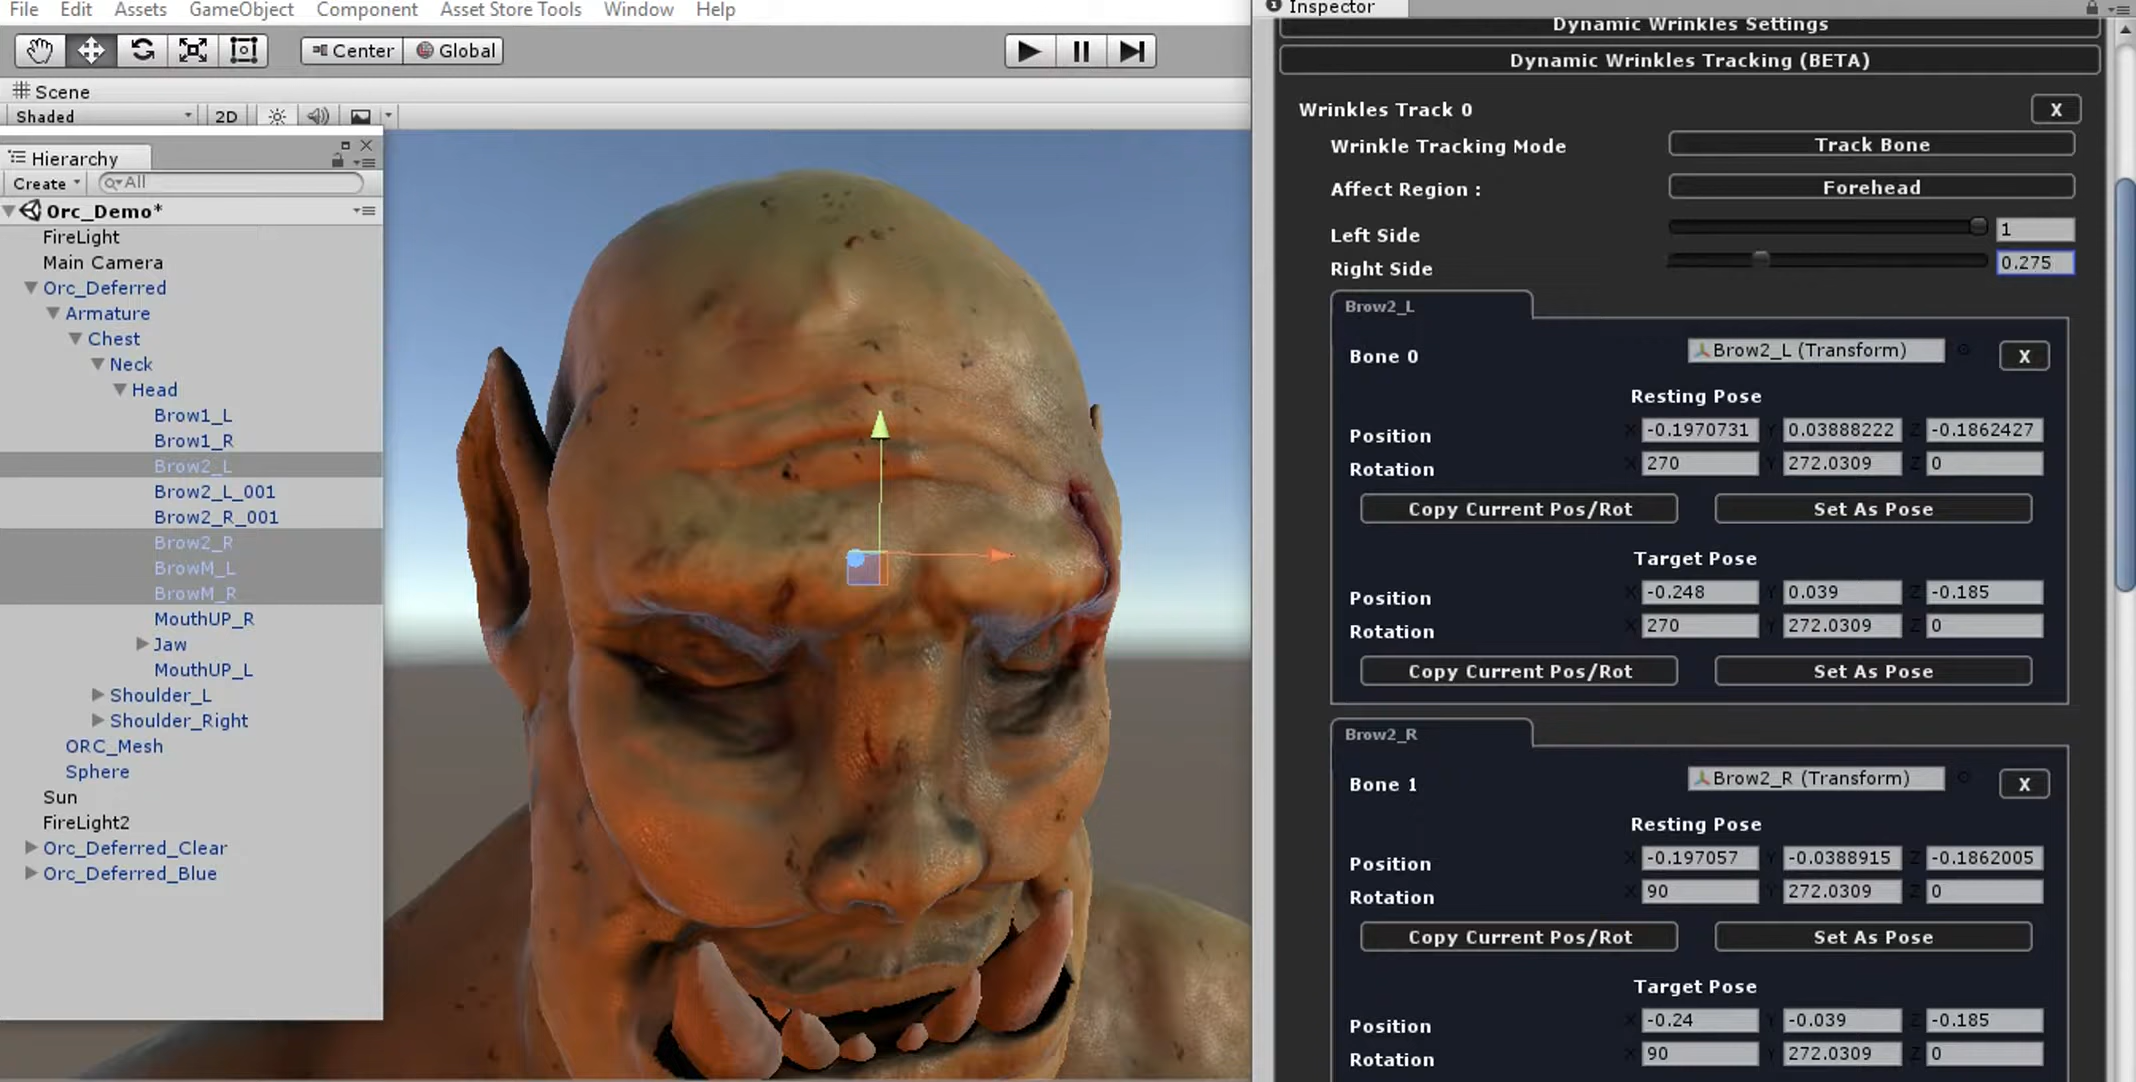 File Edit Assets GameObject Component Asset Store Tools Window Help
Center Global
Scene
Shaded 2D
Hierarchy
Create All
Orc_Demo*
FireLight
Main Camera
Orc_Deferred
Armature
Chest
Neck
Head
Brow1_L
Brow1_R
Brow2_L
Brow2_L_001
Brow2_R_001
Brow2_R
BrowM_L
BrowM_R
MouthUP_R
Jaw
MouthUP_L
Shoulder_L
Shoulder_Right
ORC_Mesh
Sphere
Sun
FireLight2
Orc_Deferred_Clear
Orc_Deferred_Blue
Inspector
Dynamic Wrinkles Settings
Dynamic Wrinkles Tracking (BETA)
Wrinkles Track 0 X
Wrinkle Tracking Mode Track Bone
Affect Region : Forehead
Left Side 1
Right Side 0.275
Brow2_L
Bone 0 Brow2_L (Transform) X
Resting Pose
Position X -0.1970731 Y 0.03888222 Z -0.1862427
Rotation X 270 Y 272.0309 Z 0
Copy Current Pos/Rot Set As Pose
Target Pose
Position X -0.248 Y 0.039 Z -0.185
Rotation X 270 Y 272.0309 Z 0
Copy Current Pos/Rot Set As Pose
Brow2_R
Bone 1 Brow2_R (Transform) X
Resting Pose
Position X -0.197057 Y -0.0388915 Z -0.1862005
Rotation X 90 Y 272.0309 Z 0
Copy Current Pos/Rot Set As Pose
Target Pose
Position X -0.24 Y -0.039 Z -0.185
Rotation X 90 Y 272.0309 Z 0